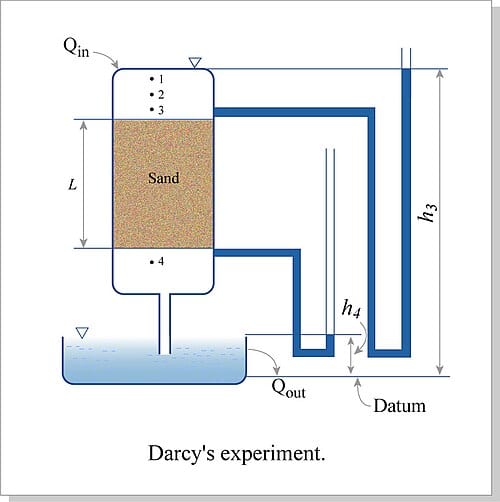 Qin
• 1
• 2
• 3
L
Sand
h3
• 4
h4
Qout
Datum
Darcy's experiment.